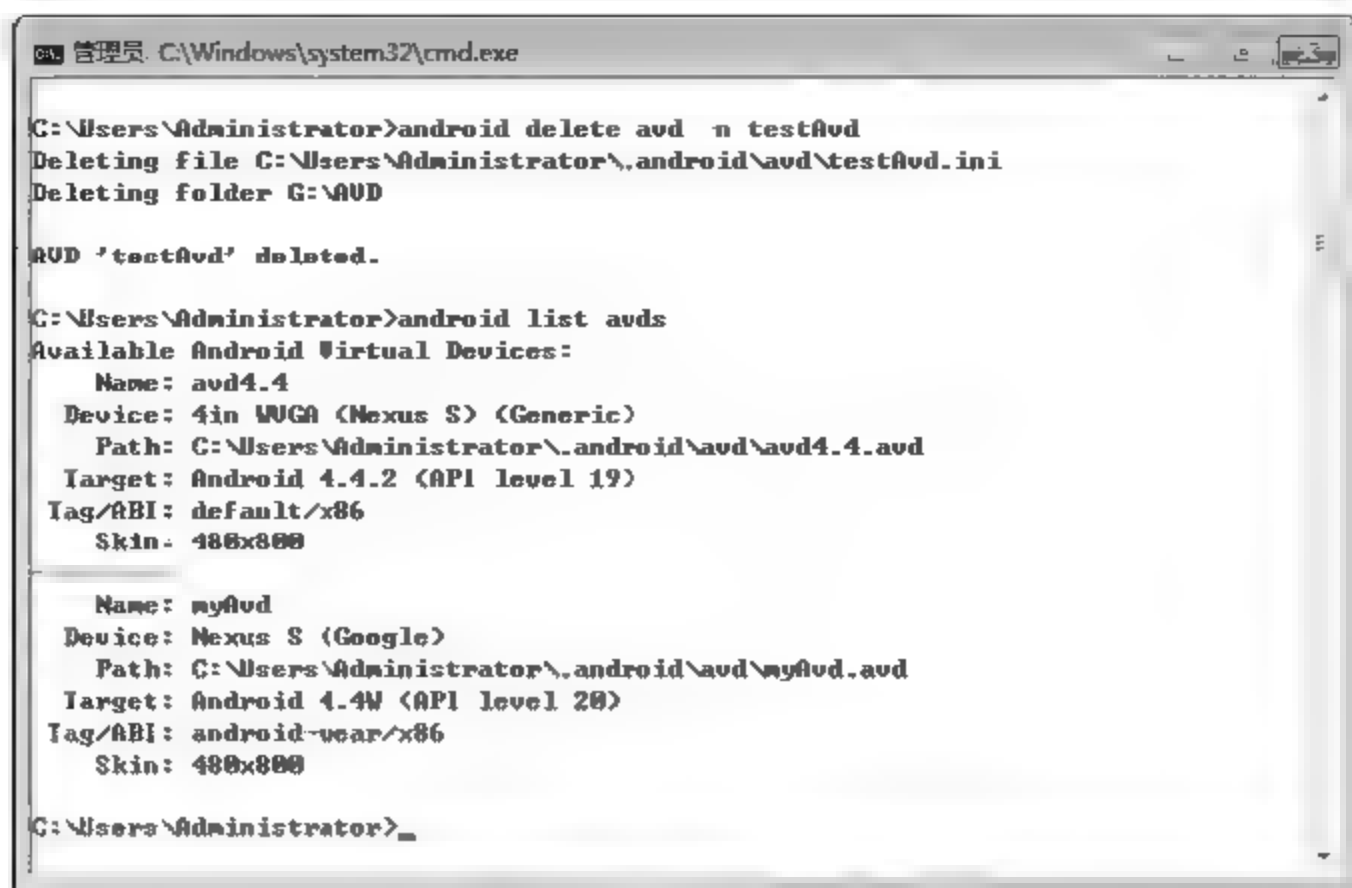 管理员: C:\Windows\system32\cmd.exe
C:\Users\Administrator>android delete avd -n testAvd
Deleting file C:\Users\Administrator\.android\avd\testAvd.ini
Deleting folder G:\AVD
AVD 'testAvd' deleted.
C:\Users\Administrator>android list avds
Available Android Virtual Devices:
Name: avd4.4
Device: 4in WVGA (Nexus S) (Generic)
Path: C:\Users\Administrator\.android\avd\avd4.4.avd
Target: Android 4.4.2 (API level 19)
Tag/ABI: default/x86
Skin: 480x800
Name: myAvd
Device: Nexus S (Google)
Path: C:\Users\Administrator\.android\avd\myAvd.avd
Target: Android 4.4W (API level 20)
Tag/ABI: android-wear/x86
Skin: 480x800
C:\Users\Administrator>_